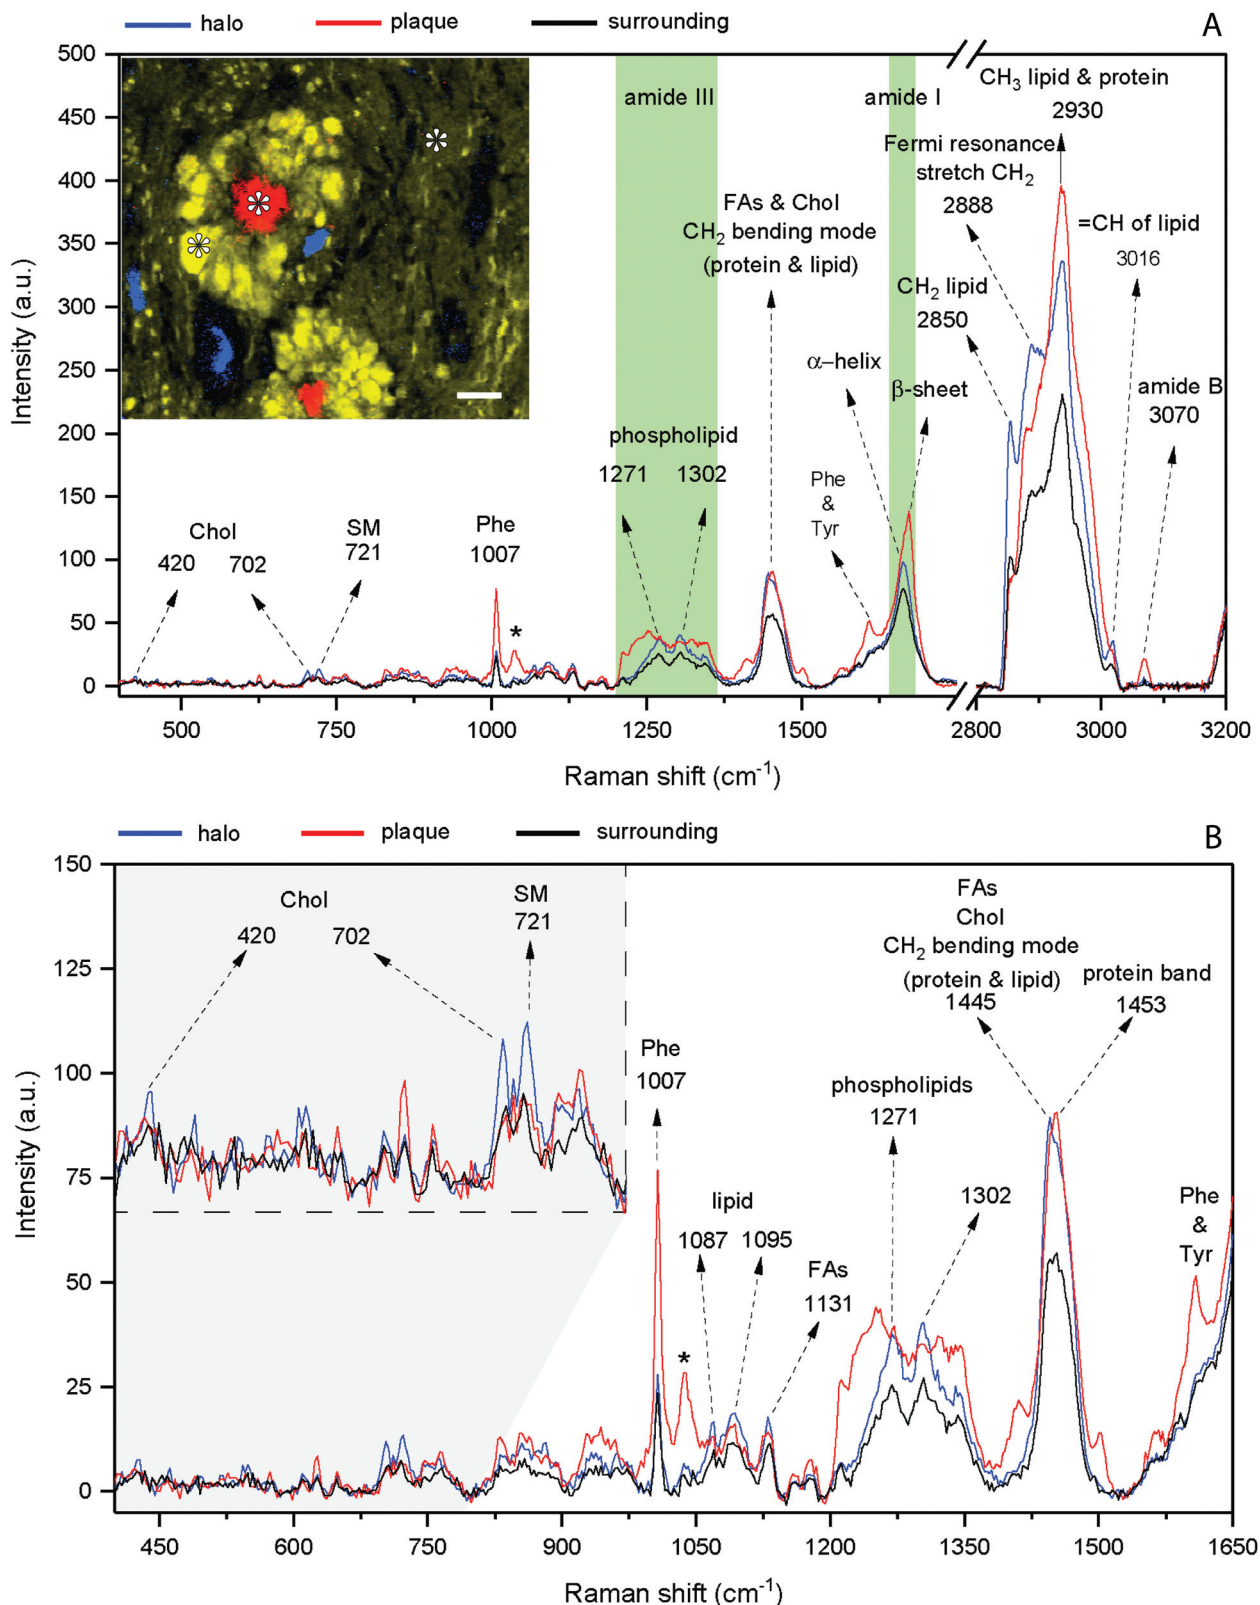 halo plaque surrounding A
500
450
400
350
300
250
200
150
100
50
0
Intensity (a.u.)
amide III
amide I
CH3 lipid & protein
2930
Fermi resonance
stretch CH2
2888
=CH of lipid
3016
FAs & Chol
CH2 bending mode
(protein & lipid)
CH2 lipid
2850
α–helix
β-sheet
amide B
3070
phospholipid
1271 1302
Phe
&
Tyr
Chol
420 702
SM
721
Phe
1007
*
500 750 1000 1250 1500 2800 3000 3200
Raman shift (cm-1)
halo plaque surrounding B
150
125
100
75
50
25
0
Intensity (a.u.)
Chol
420 702
SM
721
FAs
Chol
CH2 bending mode
(protein & lipid)
1445
protein band
1453
Phe
1007
phospholipids
1271
1302
lipid
1087 1095
FAs
1131
Phe
&
Tyr
*
450 600 750 900 1050 1200 1350 1500 1650
Raman shift (cm-1)